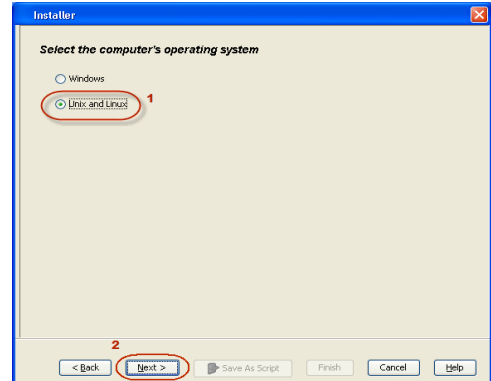 Installer
Select the computer's operating system
Windows
Unix and Linux
1
2
< Back Next > Save As Script Finish Cancel Help